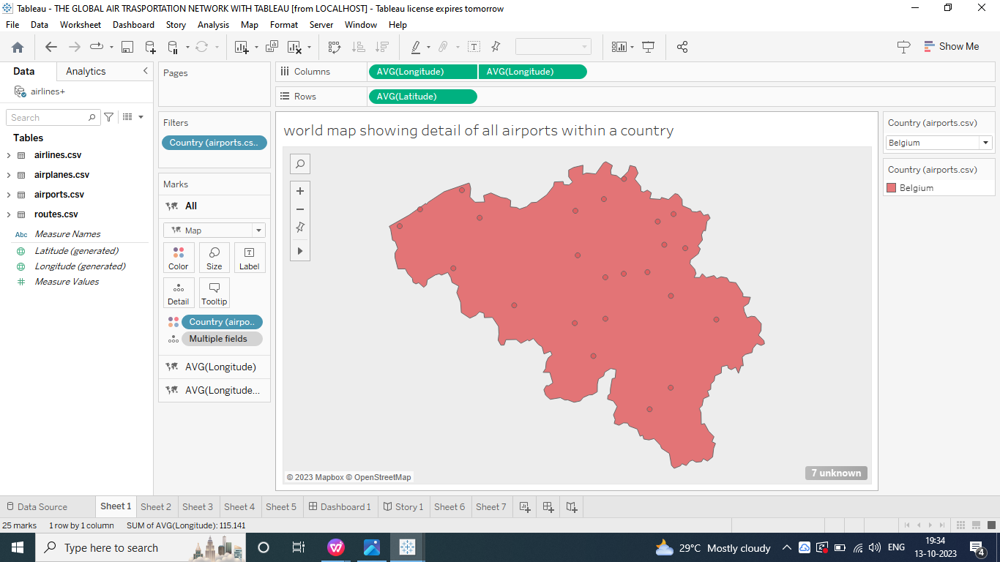 Tableau - THE GLOBAL AIR TRASPORTATION NETWORK WITH TABLEAU [from LOCALHOST] - Tableau license expires tomorrow
File Data Worksheet Dashboard Story Analysis Map Format Server Window Help
Show Me
Data Analytics
airlines+
Search
Tables
airlines.csv
airplanes.csv
airports.csv
routes.csv
Abc Measure Names
Latitude (generated)
Longitude (generated)
Measure Values
Pages
Filters
Country (airports.cs..
Marks
All
Map
Color Size Label
Detail Tooltip
Country (airpo..
Multiple fields
AVG(Longitude)
AVG(Longitude...
Columns AVG(Longitude) AVG(Longitude)
Rows AVG(Latitude)
world map showing detail of all airports within a country
© 2023 Mapbox © OpenStreetMap
7 unknown
Country (airports.csv)
Belgium
Country (airports.csv)
Belgium
Data Source Sheet 1 Sheet 2 Sheet 3 Sheet 4 Sheet 5 Dashboard 1 Story 1 Sheet 6 Sheet 7
25 marks 1 row by 1 column SUM of AVG(Longitude): 115.141
Type here to search
29°C Mostly cloudy
ENG
19:34
13-10-2023
4